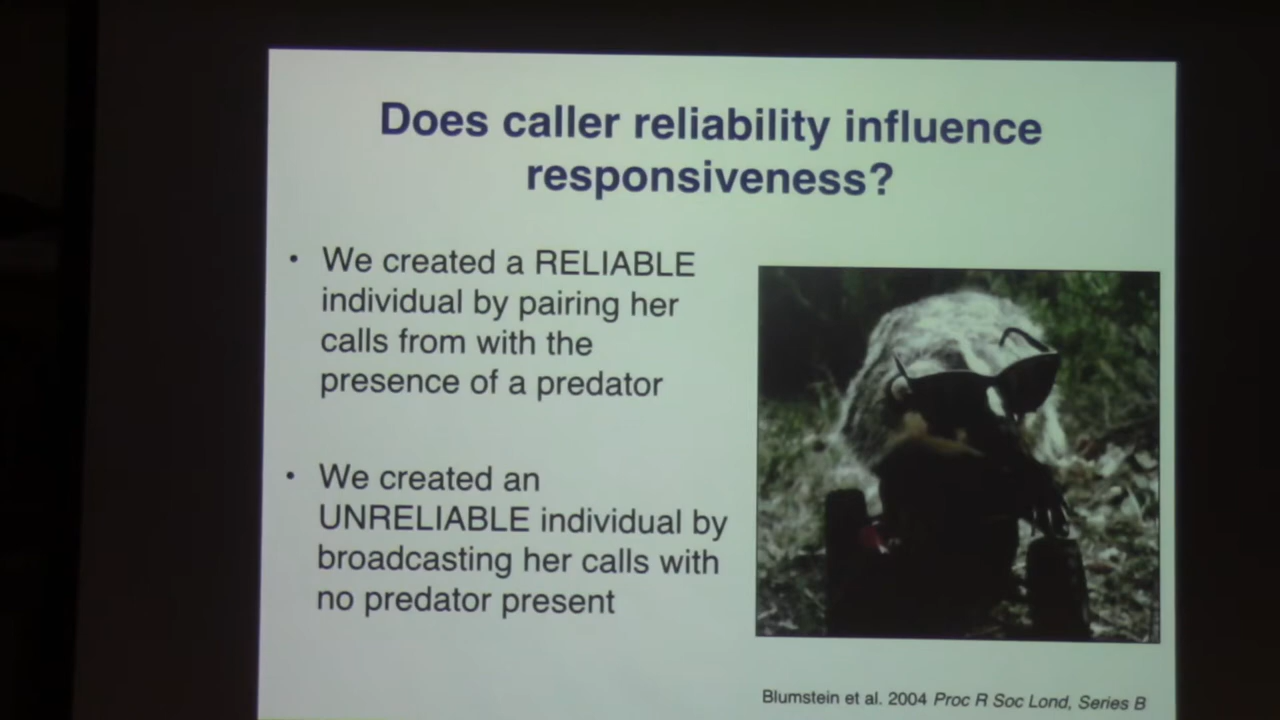 Does caller reliability influence
responsiveness?
• We created a RELIABLE
individual by pairing her
calls from with the
presence of a predator
• We created an
UNRELIABLE individual by
broadcasting her calls with
no predator present
Blumstein et al. 2004 Proc R Soc Lond, Series B